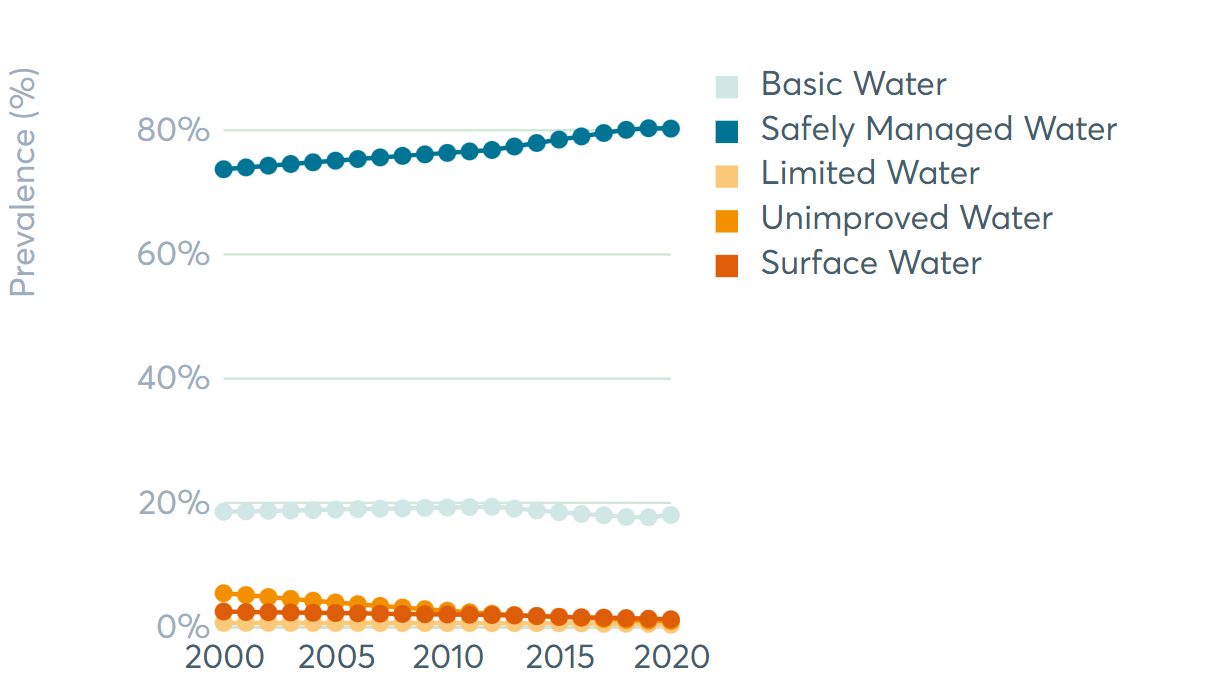 Prevalence (%)
80%
60%
40%
20%
0%
2000 2005 2010 2015 2020
Basic Water
Safely Managed Water
Limited Water
Unimproved Water
Surface Water